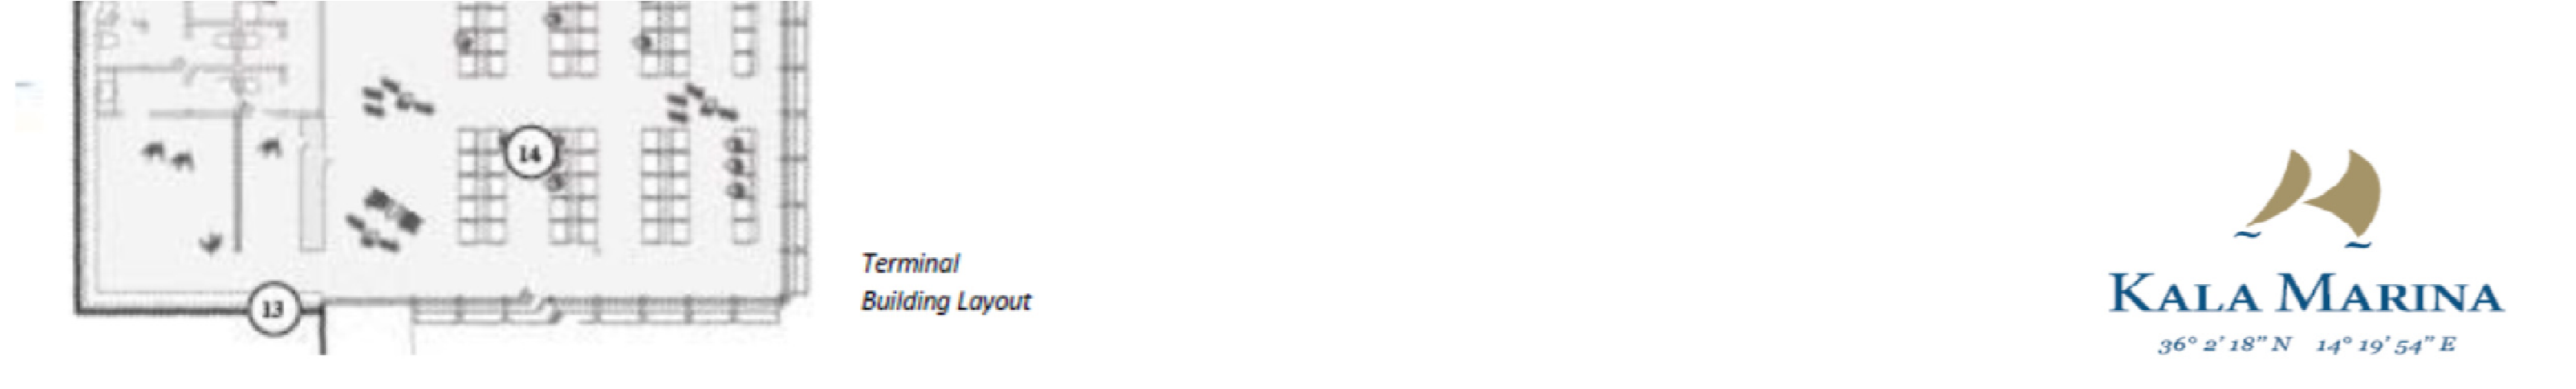 14
13
Terminal
Building Layout
KALA MARINA
36° 2' 18" N 14° 19' 54" E